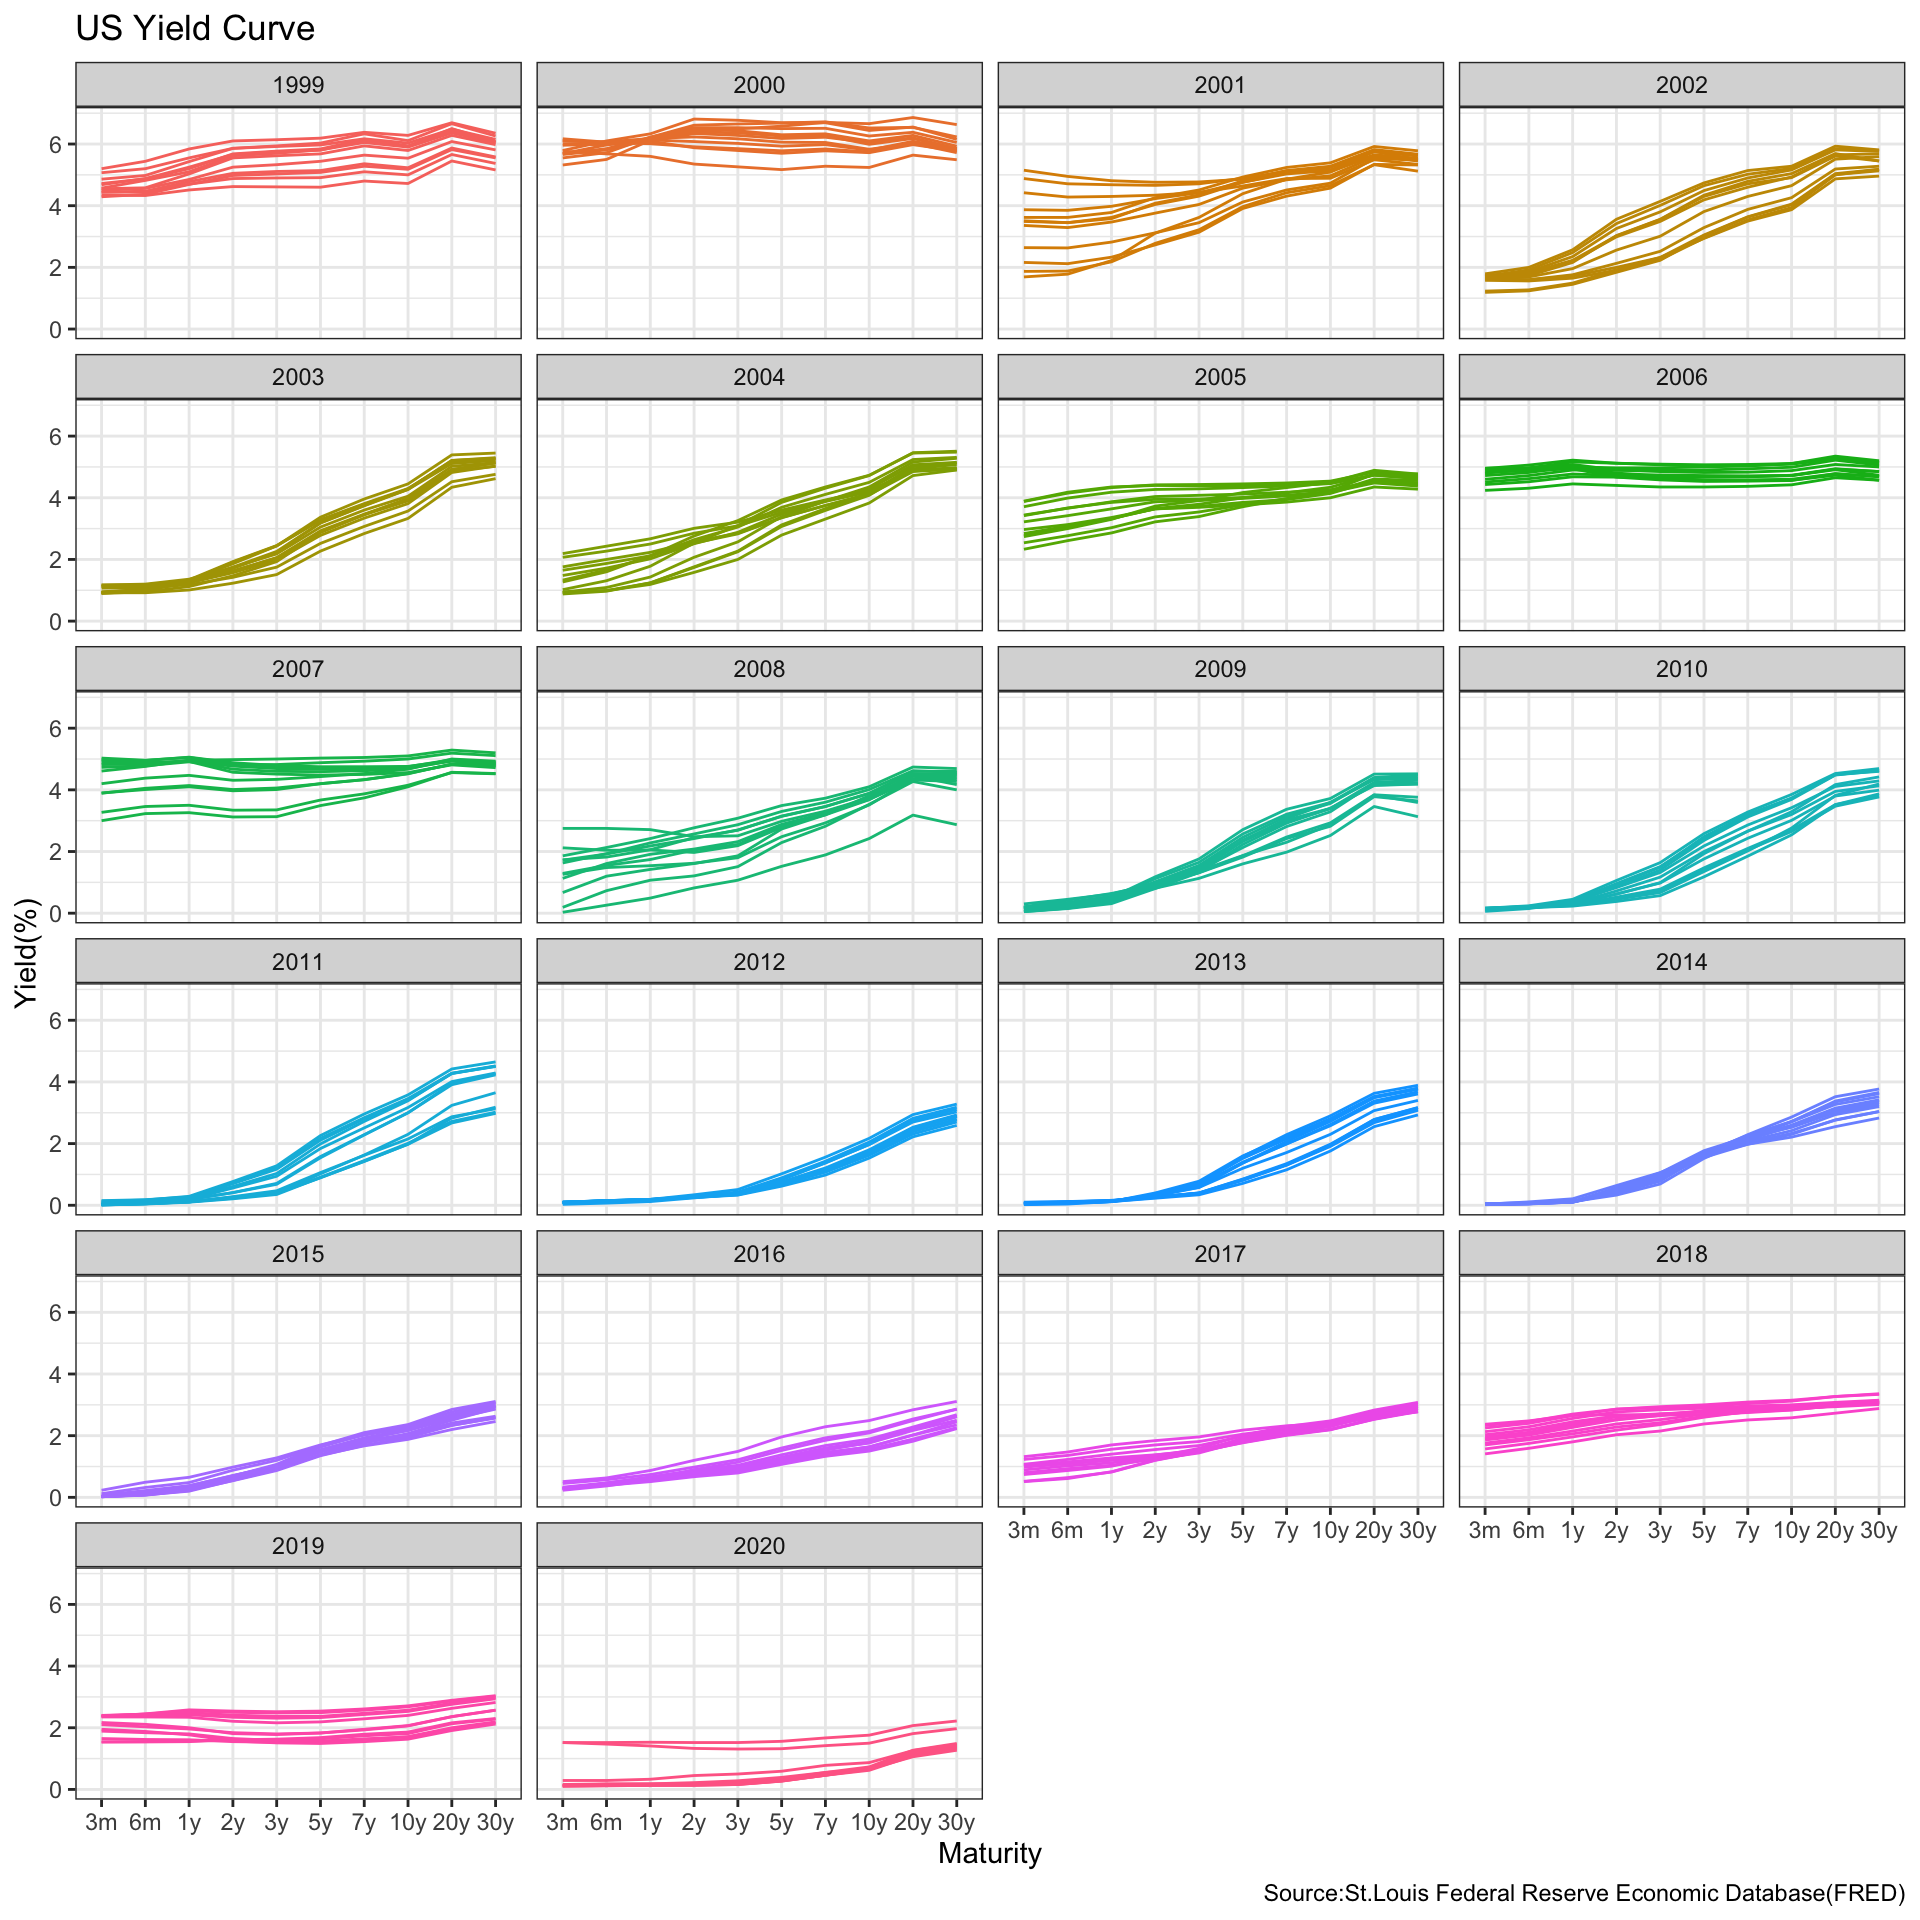 US Yield Curve
1999 2000 2001 2002
6
4
2
0
2003 2004 2005 2006
6
4
2
0
2007 2008 2009 2010
6
4
2
0
Yield(%)
2011 2012 2013 2014
6
4
2
0
2015 2016 2017 2018
6
4
2
0
3m 6m 1y 2y 3y 5y 7y 10y 20y 30y 3m 6m 1y 2y 3y 5y 7y 10y 20y 30y
2019 2020
6
4
2
0
3m 6m 1y 2y 3y 5y 7y 10y 20y 30y 3m 6m 1y 2y 3y 5y 7y 10y 20y 30y
Maturity
Source:St.Louis Federal Reserve Economic Database(FRED)